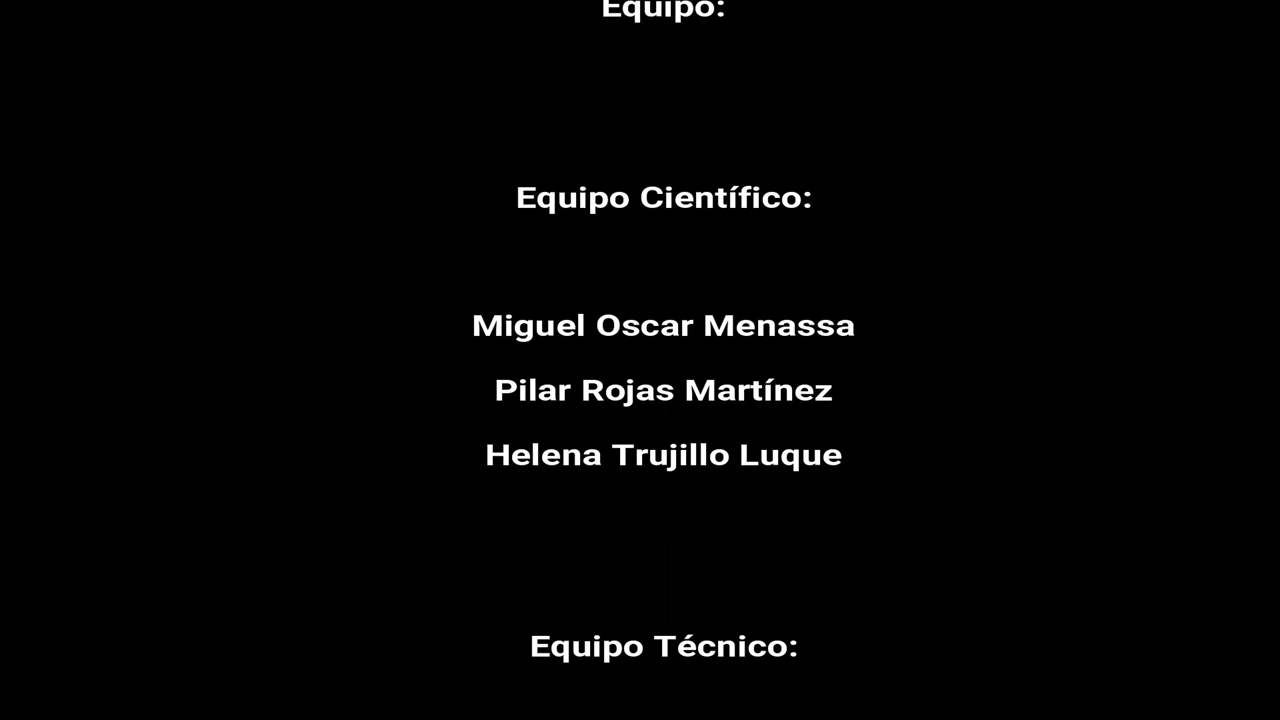 Equipo:
Equipo Científico:
Miguel Oscar Menassa
Pilar Rojas Martínez
Helena Trujillo Luque
Equipo Técnico: